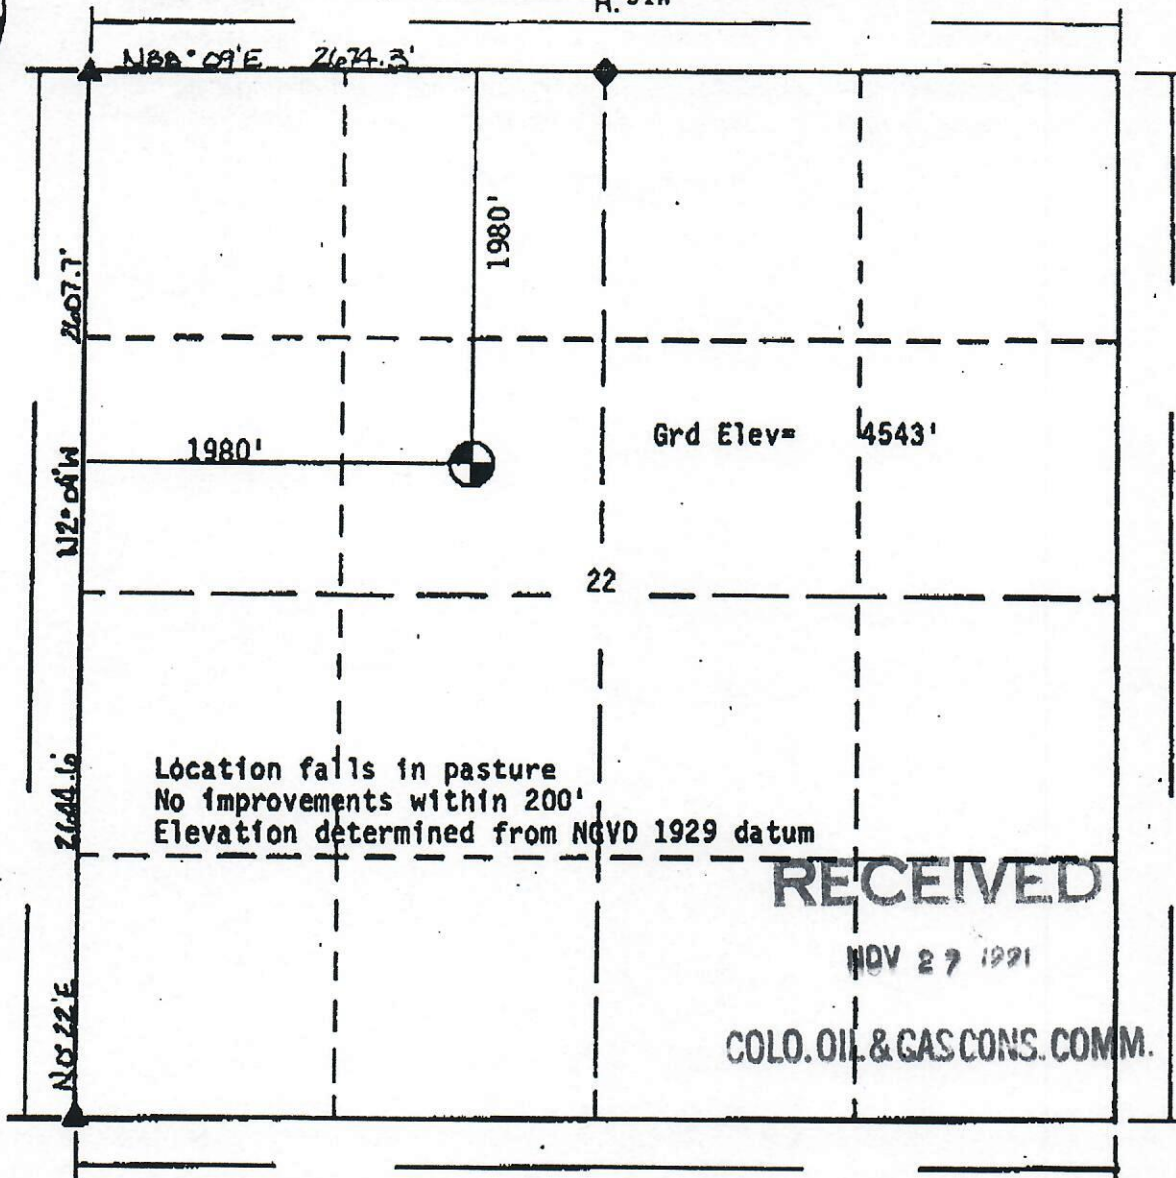 N88° 09'E 2674.3'
1980'
2607.7'
1980'
Grd Elev= 4543'
N2° 04'W
22
2644.6'
Location falls in pasture
No improvements within 200'
Elevation determined from NGVD 1929 datum
RECEIVED
NOV 27 1991
N0° 22'E
COLO. OIL & GAS CONS. COMM.